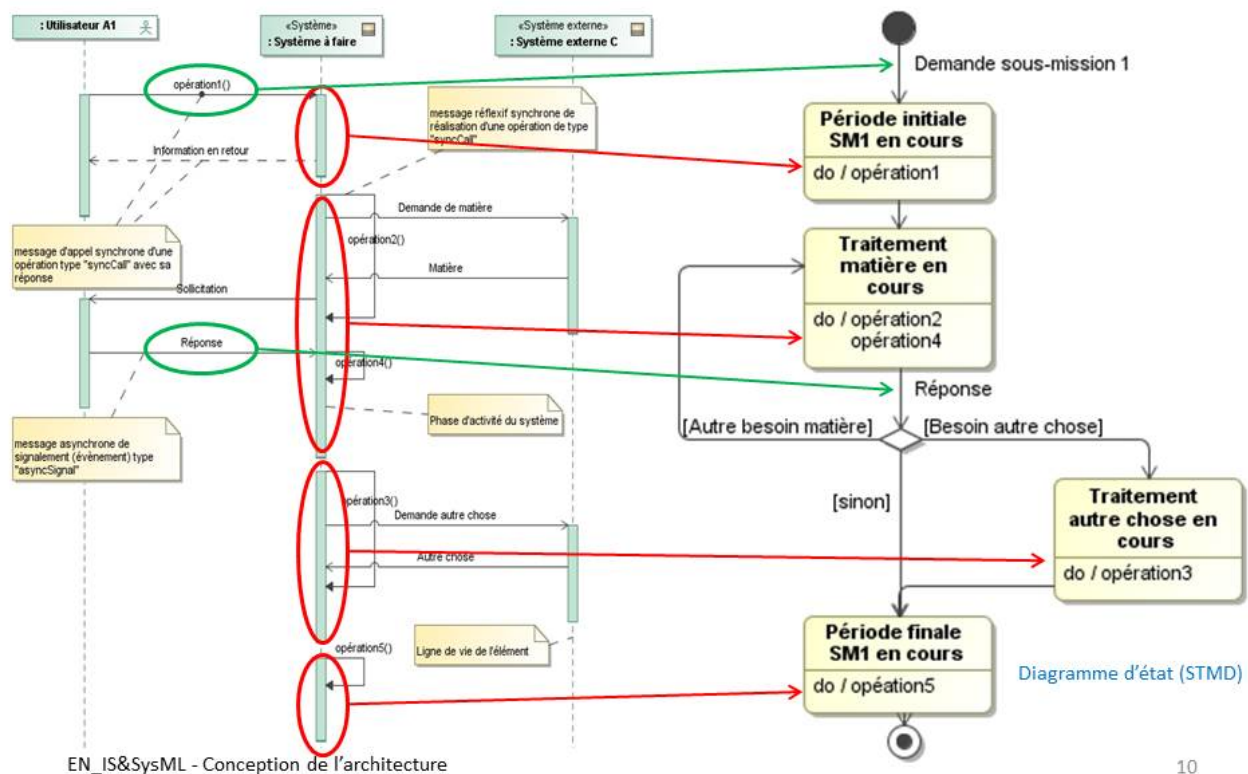 : Utilisateur A1
«Système»
: Système à faire
«Système externe»
: Système externe C
opération1()
Information en retour
message réflexif synchrone de
réalisation d'une opération de type
"syncCall"
Demande de matière
opération2()
message d'appel synchrone d'une
opération type "syncCall" avec sa
réponse
Matière
Sollicitation
Réponse
opération4()
Phase d'activité du système
message asynchrone de
signalement (évènement) type
"asyncSignal"
opération3()
Demande autre chose
Autre chose
Ligne de vie de l'élément
opération5()
Demande sous-mission 1
Période initiale
SM1 en cours
do / opération1
Traitement
matière en
cours
do / opération2
opération4
Réponse
[Autre besoin matière]
[Besoin autre chose]
[sinon]
Traitement
autre chose en
cours
do / opération3
Période finale
SM1 en cours
do / opéation5
Diagramme d'état (STMD)
EN_IS&SysML - Conception de l'architecture
10